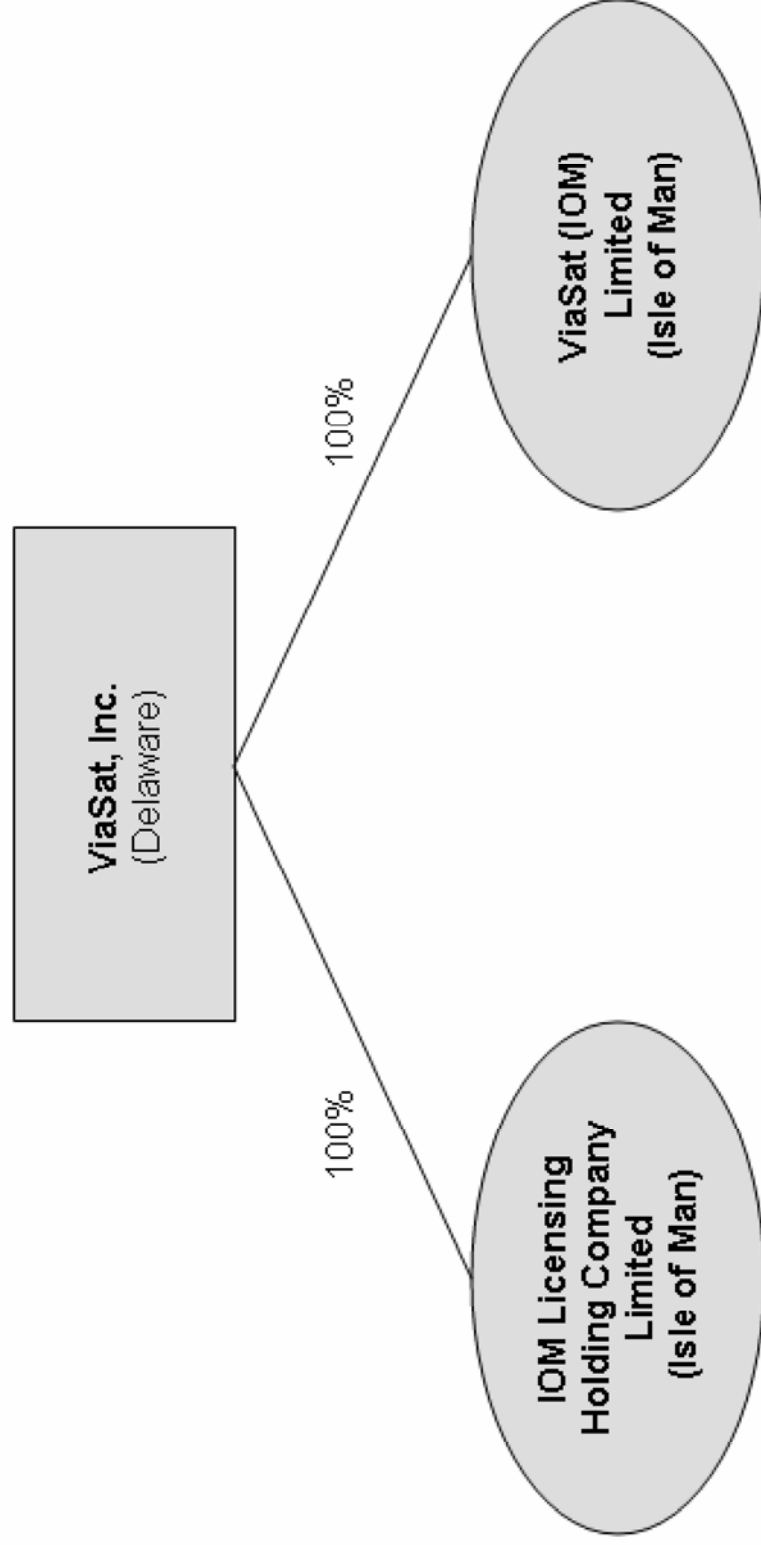 ViaSat, Inc.
(Delaware)
100%
100%
IOM Licensing
Holding Company
Limited
(Isle of Man)
ViaSat (IOM)
Limited
(Isle of Man)